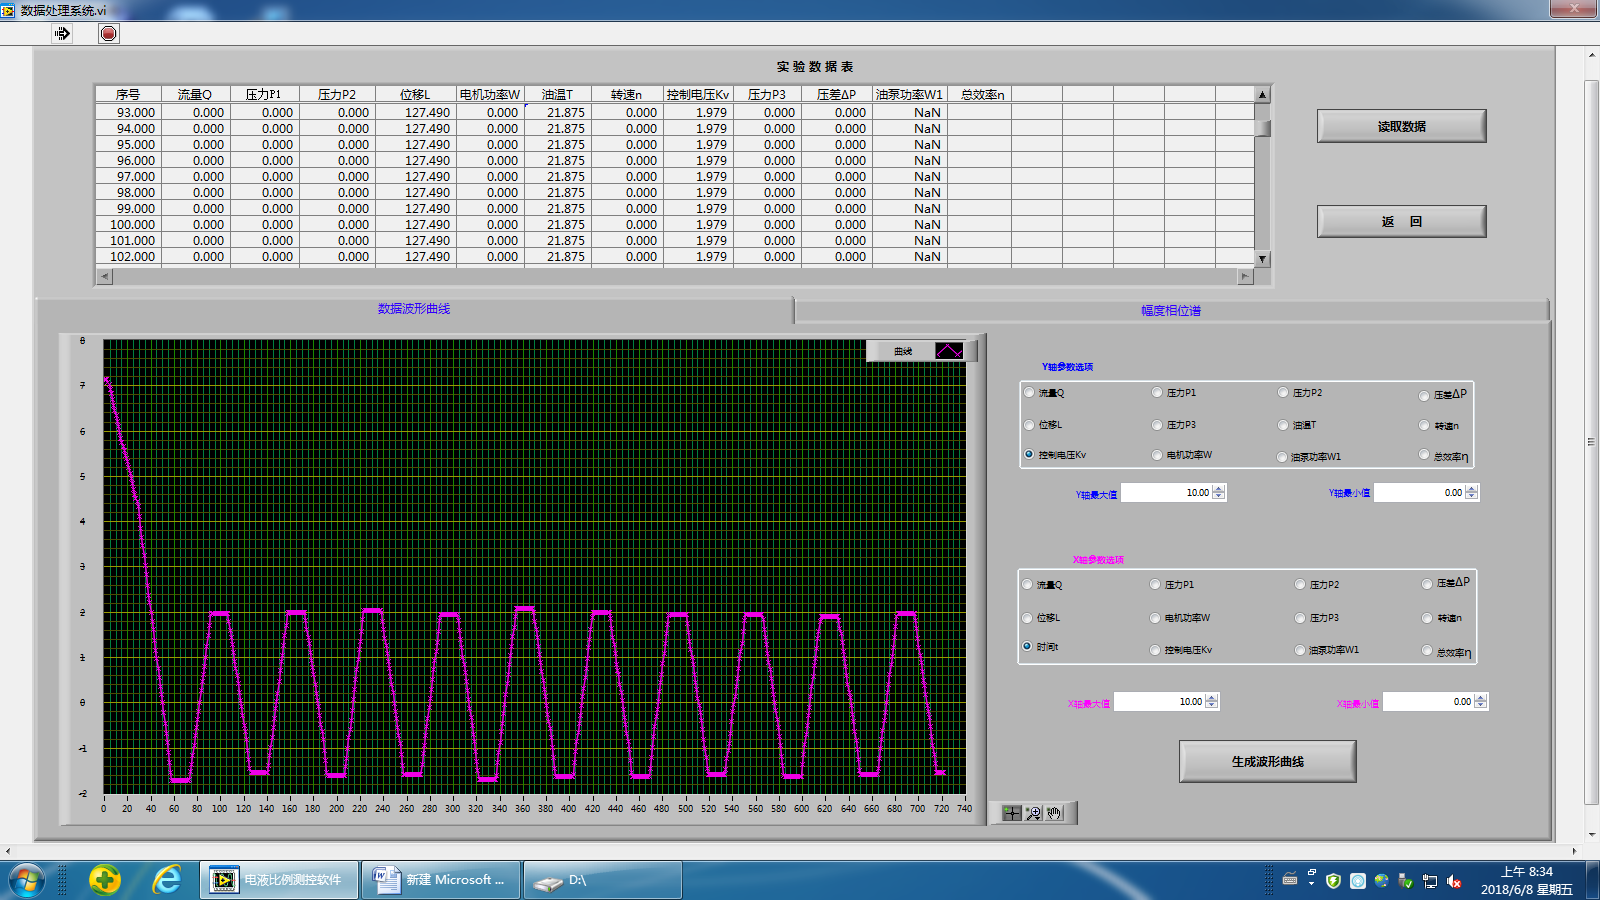 数据处理系统.vi
实 验 数 据 表
序号 流量Q 压力P1 压力P2 位移L 电机功率W 油温T 转速n 控制电压Kv 压力P3 压差ΔP 油泵功率W1 总效率η
93.000 0.000 0.000 0.000 127.490 0.000 21.875 0.000 1.979 0.000 0.000 NaN
94.000 0.000 0.000 0.000 127.490 0.000 21.875 0.000 1.979 0.000 0.000 NaN
95.000 0.000 0.000 0.000 127.490 0.000 21.875 0.000 1.979 0.000 0.000 NaN
96.000 0.000 0.000 0.000 127.490 0.000 21.875 0.000 1.979 0.000 0.000 NaN
97.000 0.000 0.000 0.000 127.490 0.000 21.875 0.000 1.979 0.000 0.000 NaN
98.000 0.000 0.000 0.000 127.490 0.000 21.875 0.000 1.979 0.000 0.000 NaN
99.000 0.000 0.000 0.000 127.490 0.000 21.875 0.000 1.979 0.000 0.000 NaN
100.000 0.000 0.000 0.000 127.490 0.000 21.875 0.000 1.979 0.000 0.000 NaN
101.000 0.000 0.000 0.000 127.490 0.000 21.875 0.000 1.979 0.000 0.000 NaN
102.000 0.000 0.000 0.000 127.490 0.000 21.875 0.000 1.979 0.000 0.000 NaN
读取数据
返 回
数据波形曲线 幅度相位谱
曲线
8
7
6
5
4
3
2
1
0
-1
-2
0 20 40 60 80 100 120 140 160 180 200 220 240 260 280 300 320 340 360 380 400 420 440 460 480 500 520 540 560 580 600 620 640 660 680 700 720 740
Y轴参数选项
流量Q 压力P1 压力P2 压差ΔP
位移L 压力P3 油温T 转速n
控制电压Kv 电机功率W 油泵功率W1 总效率η
Y轴最大值 10.00 Y轴最小值 0.00
X轴参数选项
流量Q 压力P1 压力P2 压差ΔP
位移L 电机功率W 压力P3 转速n
时间t 控制电压Kv 油泵功率W1 总效率η
X轴最大值 10.00 X轴最小值 0.00
生成波形曲线
电液比例测控软件 新建 Microsoft ... D:\
上午 8:34
2018/6/8 星期五